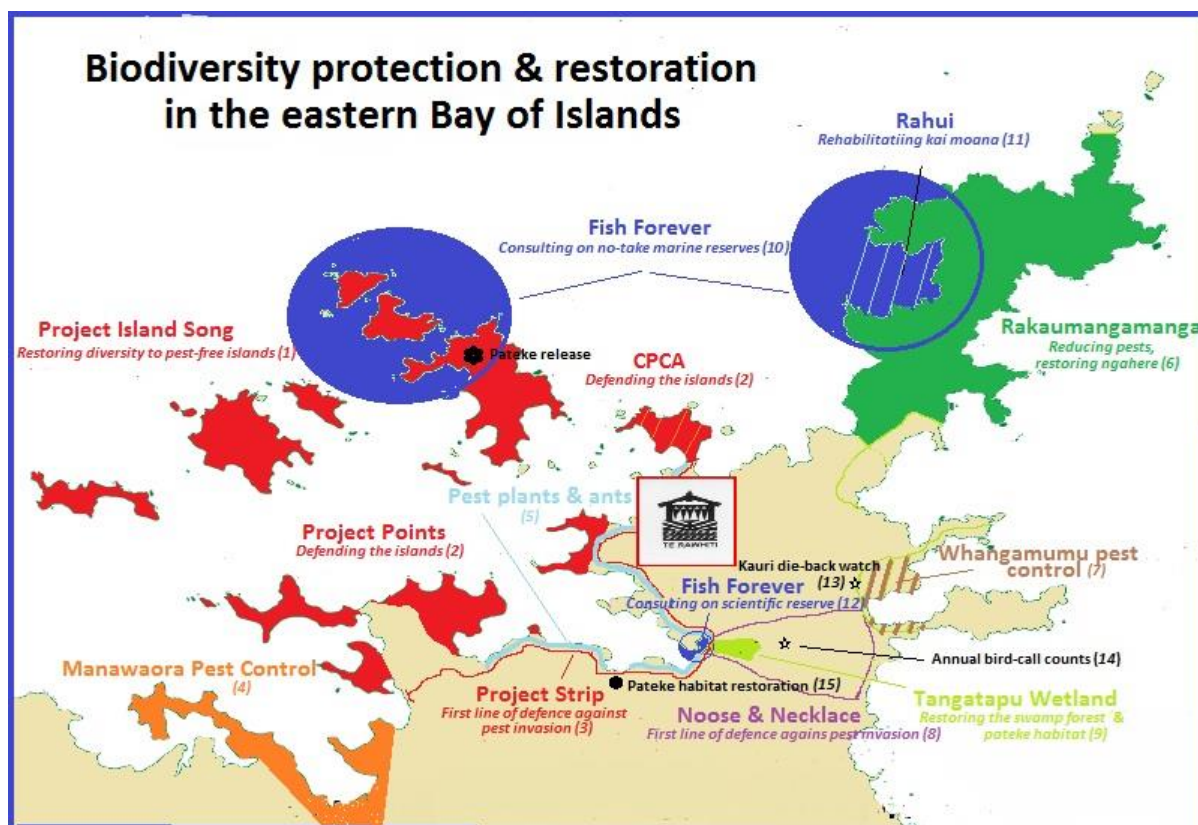 Biodiversity protection & restoration
in the eastern Bay of Islands
Rahui
Rehabilitatiing kai moana (11)
Fish Forever
Consulting on no-take marine reserves (10)
Project Island Song
Restoring diversity to pest-free islands (1)
Pateke release
CPCA
Defending the islands (2)
Rakaumangamanga
Reducing pests,
restoring ngahere (6)
Pest plants & ants
(5)
TE RAWHITI
Project Points
Defending the islands (2)
Kauri die-back watch
(13)
Whangamumu pest
control (7)
Fish Forever
Consulting on scientific reserve (12)
Manawaora Pest Control
(4)
Annual bird-call counts (14)
Pateke habitat restoration (15)
Project Strip
First line of defence against
pest invasion (3)
Noose & Necklace
First line of defence agains pest invasion (8)
Tangatapu Wetland
Restoring the swamp forest &
pateke habitat (9)